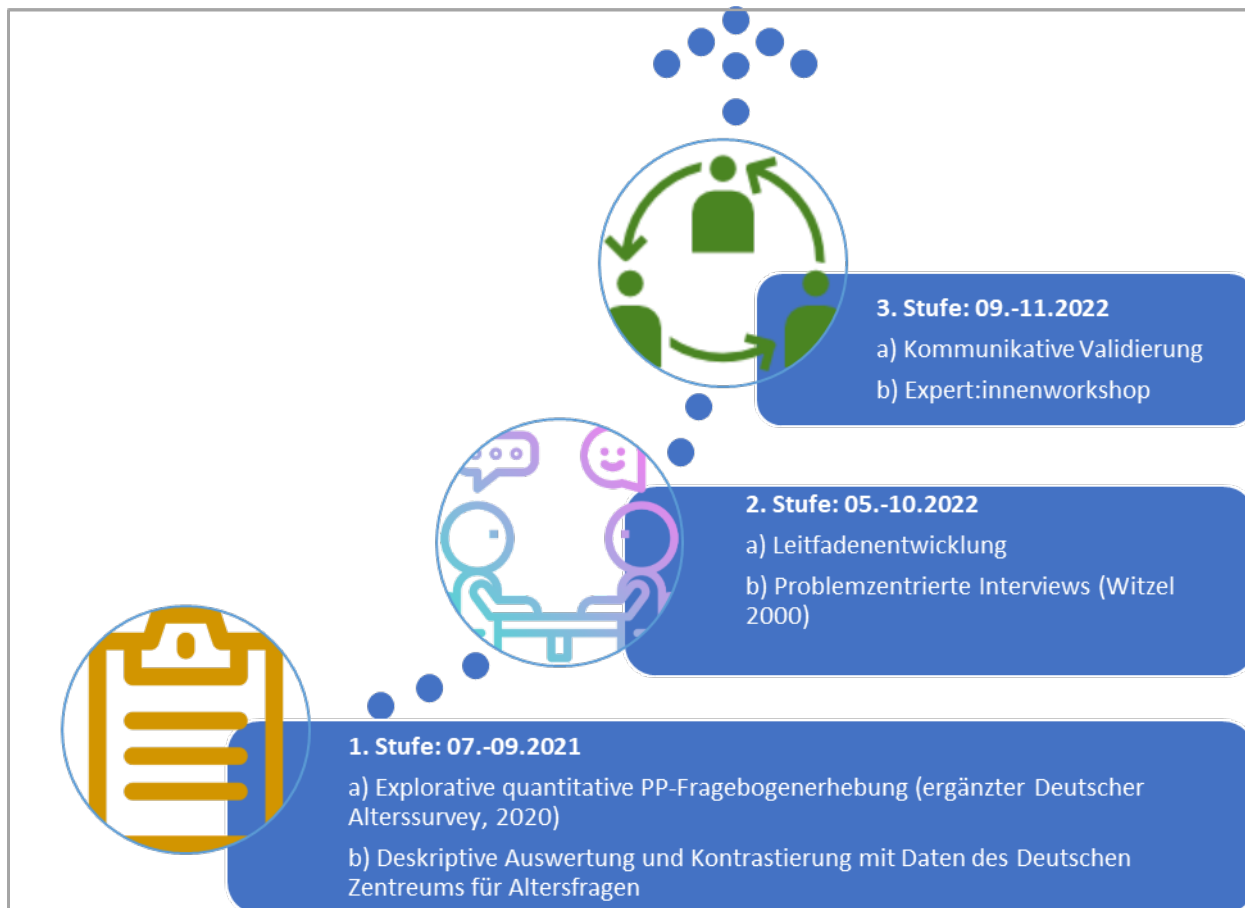 3. Stufe: 09.-11.2022
a) Kommunikative Validierung
b) Expert:innenworkshop
2. Stufe: 05.-10.2022
a) Leitfadenentwicklung
b) Problemzentrierte Interviews (Witzel
2000)
1. Stufe: 07.-09.2021
a) Explorative quantitative PP-Fragebogenerhebung (ergänzter Deutscher
Alterssurvey, 2020)
b) Deskriptive Auswertung und Kontrastierung mit Daten des Deutschen
Zentreums für Altersfragen